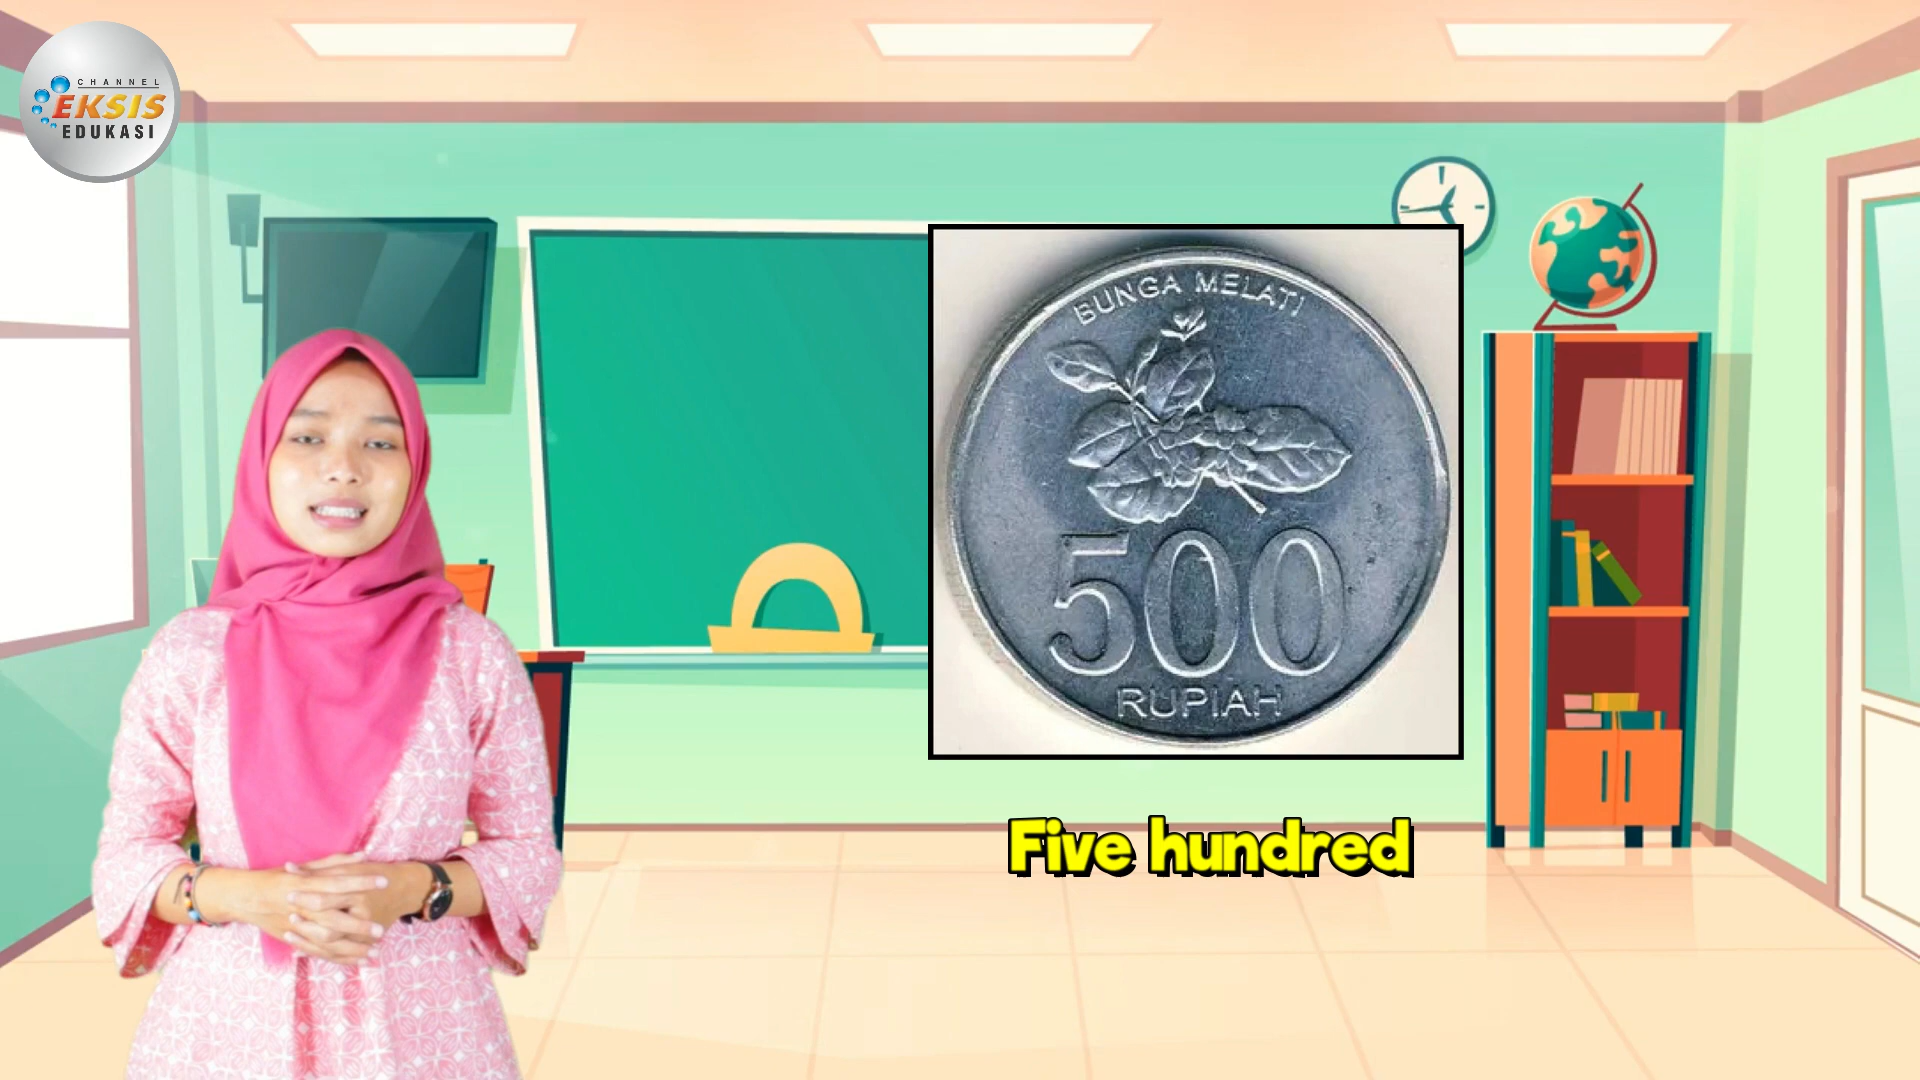 CHANNEL
EKSIS
EDUKASI
BUNGA MELATI
500
RUPIAH
Five hundred